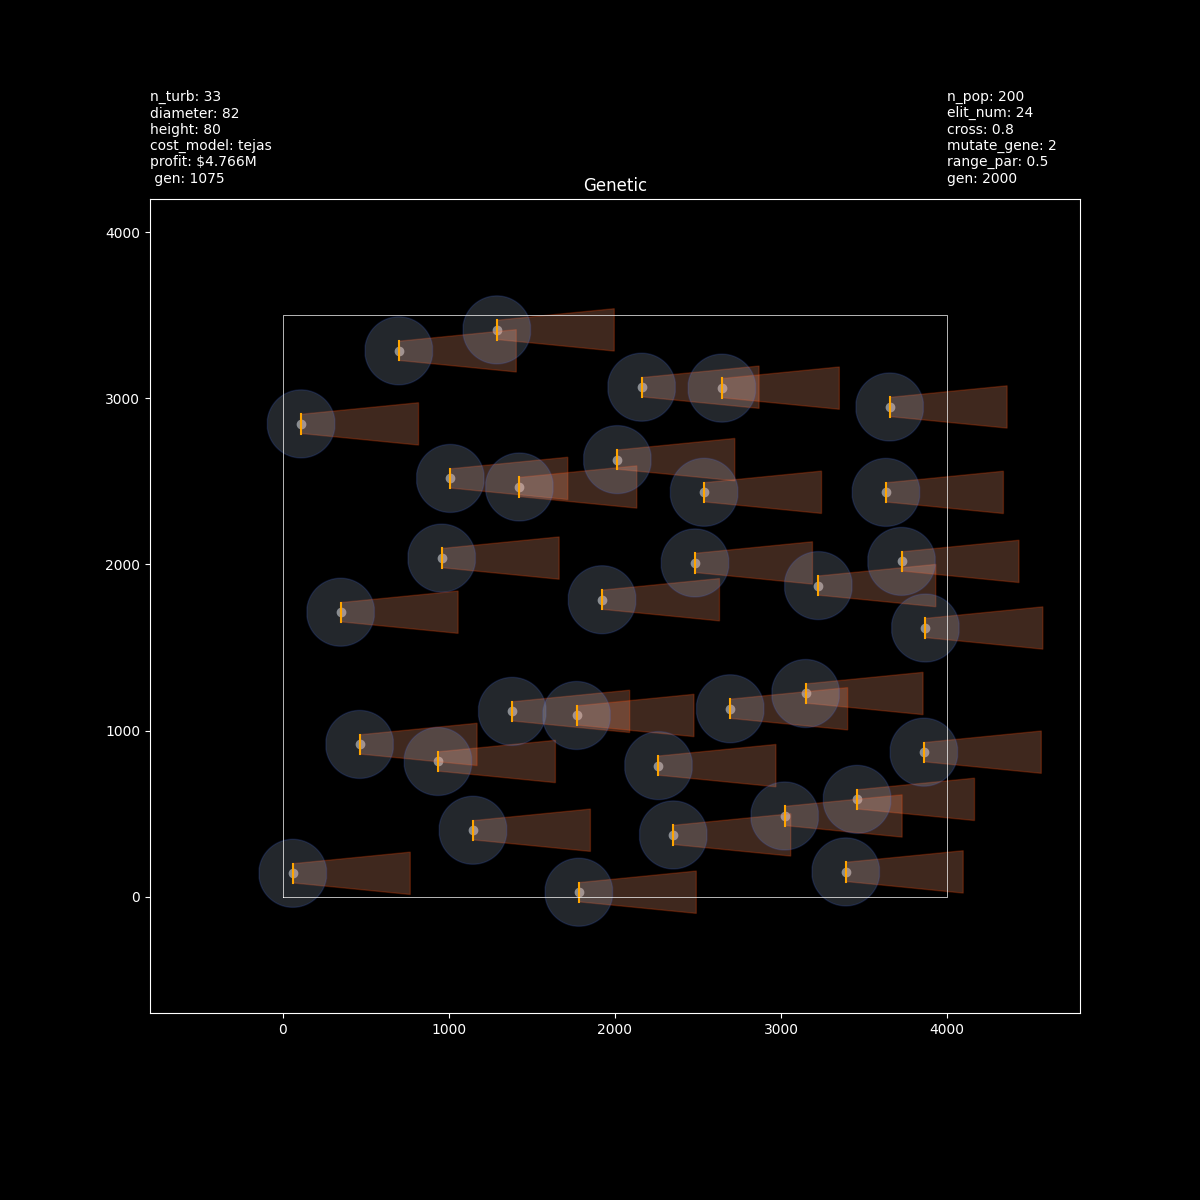 n_turb: 33
diameter: 82
height: 80
cost_model: tejas
profit: $4.766M
gen: 1075
n_pop: 200
elit_num: 24
cross: 0.8
mutate_gene: 2
range_par: 0.5
gen: 2000
Genetic
4000
3000
2000
1000
0
0
1000
2000
3000
4000